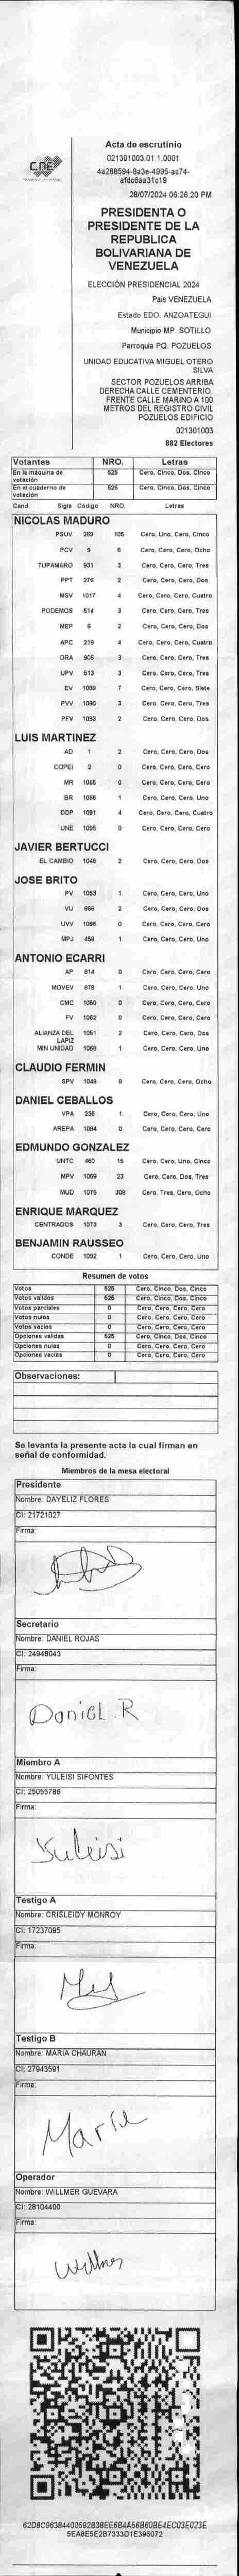 CNE
Acta de escrutinio
021301003.01.1.0001
4a288594-8a3e-4995-ac74-
afdc6aa31c19
28/07/2024 06:26:20 PM
PRESIDENTA O
PRESIDENTE DE LA
REPUBLICA
BOLIVARIANA DE
VENEZUELA
ELECCIÓN PRESIDENCIAL 2024
País VENEZUELA
Estado EDO. ANZOATEGUI
Municipio MP. SOTILLO
Parroquia PQ. POZUELOS
UNIDAD EDUCATIVA MIGUEL OTERO
SILVA
SECTOR POZUELOS ARRIBA
DERECHA CALLE CEMENTERIO.
FRENTE CALLE MARINO A 100
METROS DEL REGISTRO CIVIL
POZUELOS EDIFICIO
021301003
882 Electores
Votantes NRO. Letras
En la máquina de votación 525 Cero, Cinco, Dos, Cinco
En el cuaderno de votación 525 Cero, Cinco, Dos, Cinco
Cand. Sigla Código NRO. Letras
NICOLAS MADURO
PSUV 269 105 Cero, Uno, Cero, Cinco
PCV 9 8 Cero, Cero, Cero, Ocho
TUPAMARO 931 3 Cero, Cero, Cero, Tres
PPT 276 2 Cero, Cero, Cero, Dos
MSV 1017 4 Cero, Cero, Cero, Cuatro
PODEMOS 514 3 Cero, Cero, Cero, Tres
MEP 6 2 Cero, Cero, Cero, Dos
APC 219 4 Cero, Cero, Cero, Cuatro
ORA 906 3 Cero, Cero, Cero, Tres
UPV 513 3 Cero, Cero, Cero, Tres
EV 1089 7 Cero, Cero, Cero, Siete
PVV 1090 3 Cero, Cero, Cero, Tres
PFV 1093 2 Cero, Cero, Cero, Dos
LUIS MARTINEZ
AD 1 2 Cero, Cero, Cero, Dos
COPEI 2 0 Cero, Cero, Cero, Cero
MR 1065 0 Cero, Cero, Cero, Cero
BR 1066 1 Cero, Cero, Cero, Uno
DDP 1091 4 Cero, Cero, Cero, Cuatro
UNE 1095 0 Cero, Cero, Cero, Cero
JAVIER BERTUCCI
EL CAMBIO 1048 2 Cero, Cero, Cero, Dos
JOSE BRITO
PV 1053 1 Cero, Cero, Cero, Uno
VU 968 2 Cero, Cero, Cero, Dos
UVV 1096 0 Cero, Cero, Cero, Cero
MPJ 458 1 Cero, Cero, Cero, Uno
ANTONIO ECARRI
AP 814 0 Cero, Cero, Cero, Cero
MOVEV 978 1 Cero, Cero, Cero, Uno
CMC 1050 0 Cero, Cero, Cero, Cero
FV 1052 0 Cero, Cero, Cero, Cero
ALIANZA DEL LAPIZ 1051 2 Cero, Cero, Cero, Dos
MIN UNIDAD 1068 1 Cero, Cero, Cero, Uno
CLAUDIO FERMIN
SPV 1049 8 Cero, Cero, Cero, Ocho
DANIEL CEBALLOS
VPA 236 1 Cero, Cero, Cero, Uno
AREPA 1094 0 Cero, Cero, Cero, Cero
EDMUNDO GONZALEZ
UNTC 460 15 Cero, Cero, Uno, Cinco
MPV 1069 23 Cero, Cero, Dos, Tres
MUD 1075 308 Cero, Tres, Cero, Ocho
ENRIQUE MARQUEZ
CENTRADOS 1073 3 Cero, Cero, Cero, Tres
BENJAMIN RAUSSEO
CONDE 1092 1 Cero, Cero, Cero, Uno
Resumen de votos
Votos 525 Cero, Cinco, Dos, Cinco
Votos validos 525 Cero, Cinco, Dos, Cinco
Votos parciales 0 Cero, Cero, Cero, Cero
Votos nulos 0 Cero, Cero, Cero, Cero
Votos vacios 0 Cero, Cero, Cero, Cero
Opciones validas 525 Cero, Cinco, Dos, Cinco
Opciones nulas 0 Cero, Cero, Cero, Cero
Opciones vacias 0 Cero, Cero, Cero, Cero
Observaciones:
Se levanta la presente acta la cual firman en
señal de conformidad.
Miembros de la mesa electoral
Presidente
Nombre: DAYELIZ FLORES
CI: 21721027
Firma:
Secretario
Nombre: DANIEL ROJAS
CI: 24948043
Firma:
Daniel R
Miembro A
Nombre: YULEISI SIFONTES
CI: 25055786
Firma:
Yuleisi
Testigo A
Nombre: CRISLEIDY MONROY
CI: 17237095
Firma:
Testigo B
Nombre: MARIA CHAURAN
CI: 27943591
Firma:
Maria
Operador
Nombre: WILLMER GUEVARA
CI: 28104400
Firma:
Willmer
62D8C96384400592B38EE6B4A56B60BE4EC03E023E
5EA8E5E2B7333D1E396072